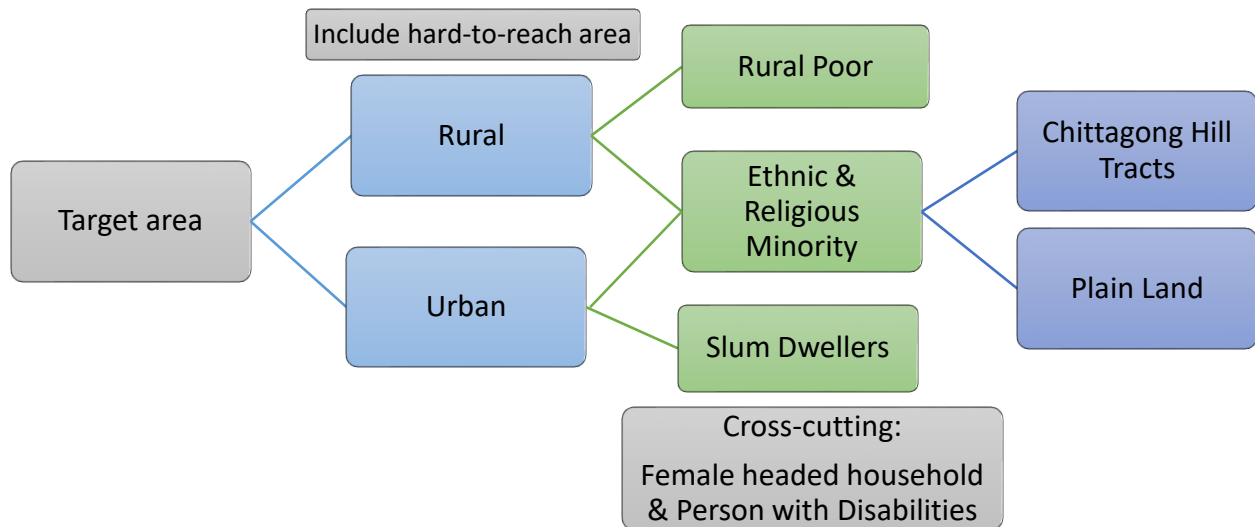 Include hard-to-reach area
Target area
Rural
Urban
Rural Poor
Ethnic &
Religious
Minority
Slum Dwellers
Chittagong Hill
Tracts
Plain Land
Cross-cutting:
Female headed household
& Person with Disabilities